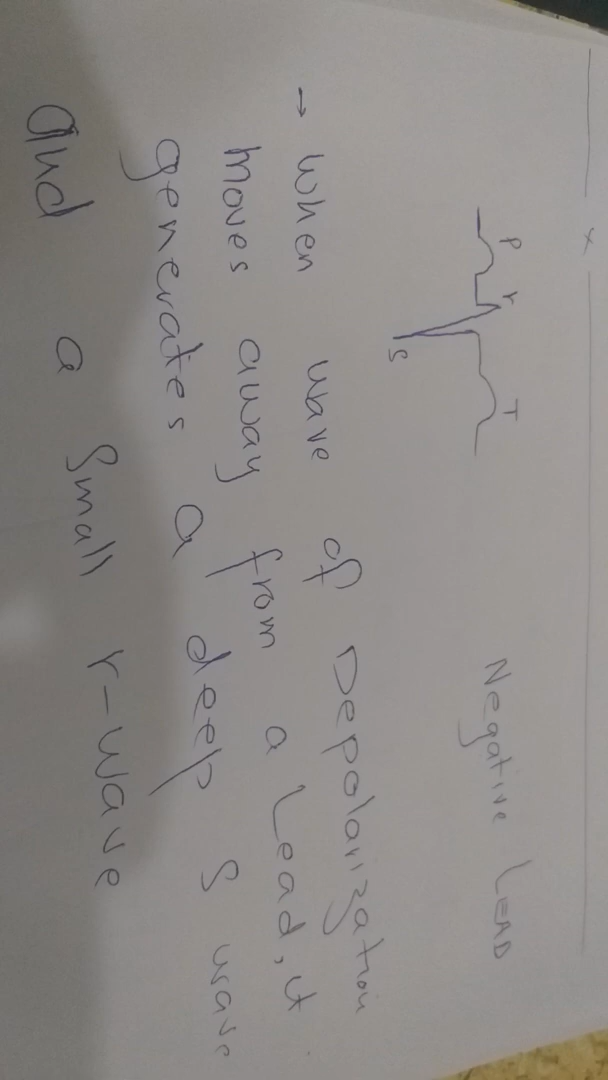 x
P r T
S
Negative LEAD
→ when wave of Depolarization
moves away from a Lead, it
generates a deep S wave
and a small r-wave